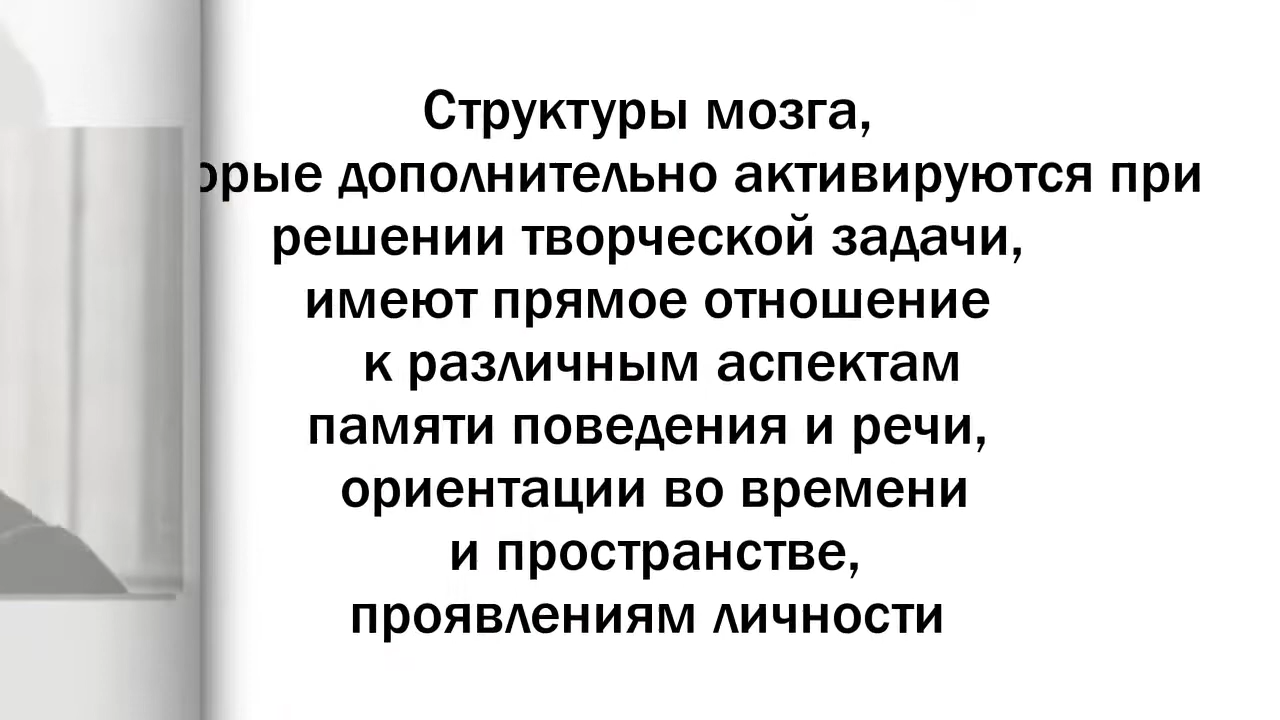 Структуры мозга,
орые дополнительно активируются при
решении творческой задачи,
имеют прямое отношение
к различным аспектам
памяти поведения и речи,
ориентации во времени
и пространстве,
проявлениям личности